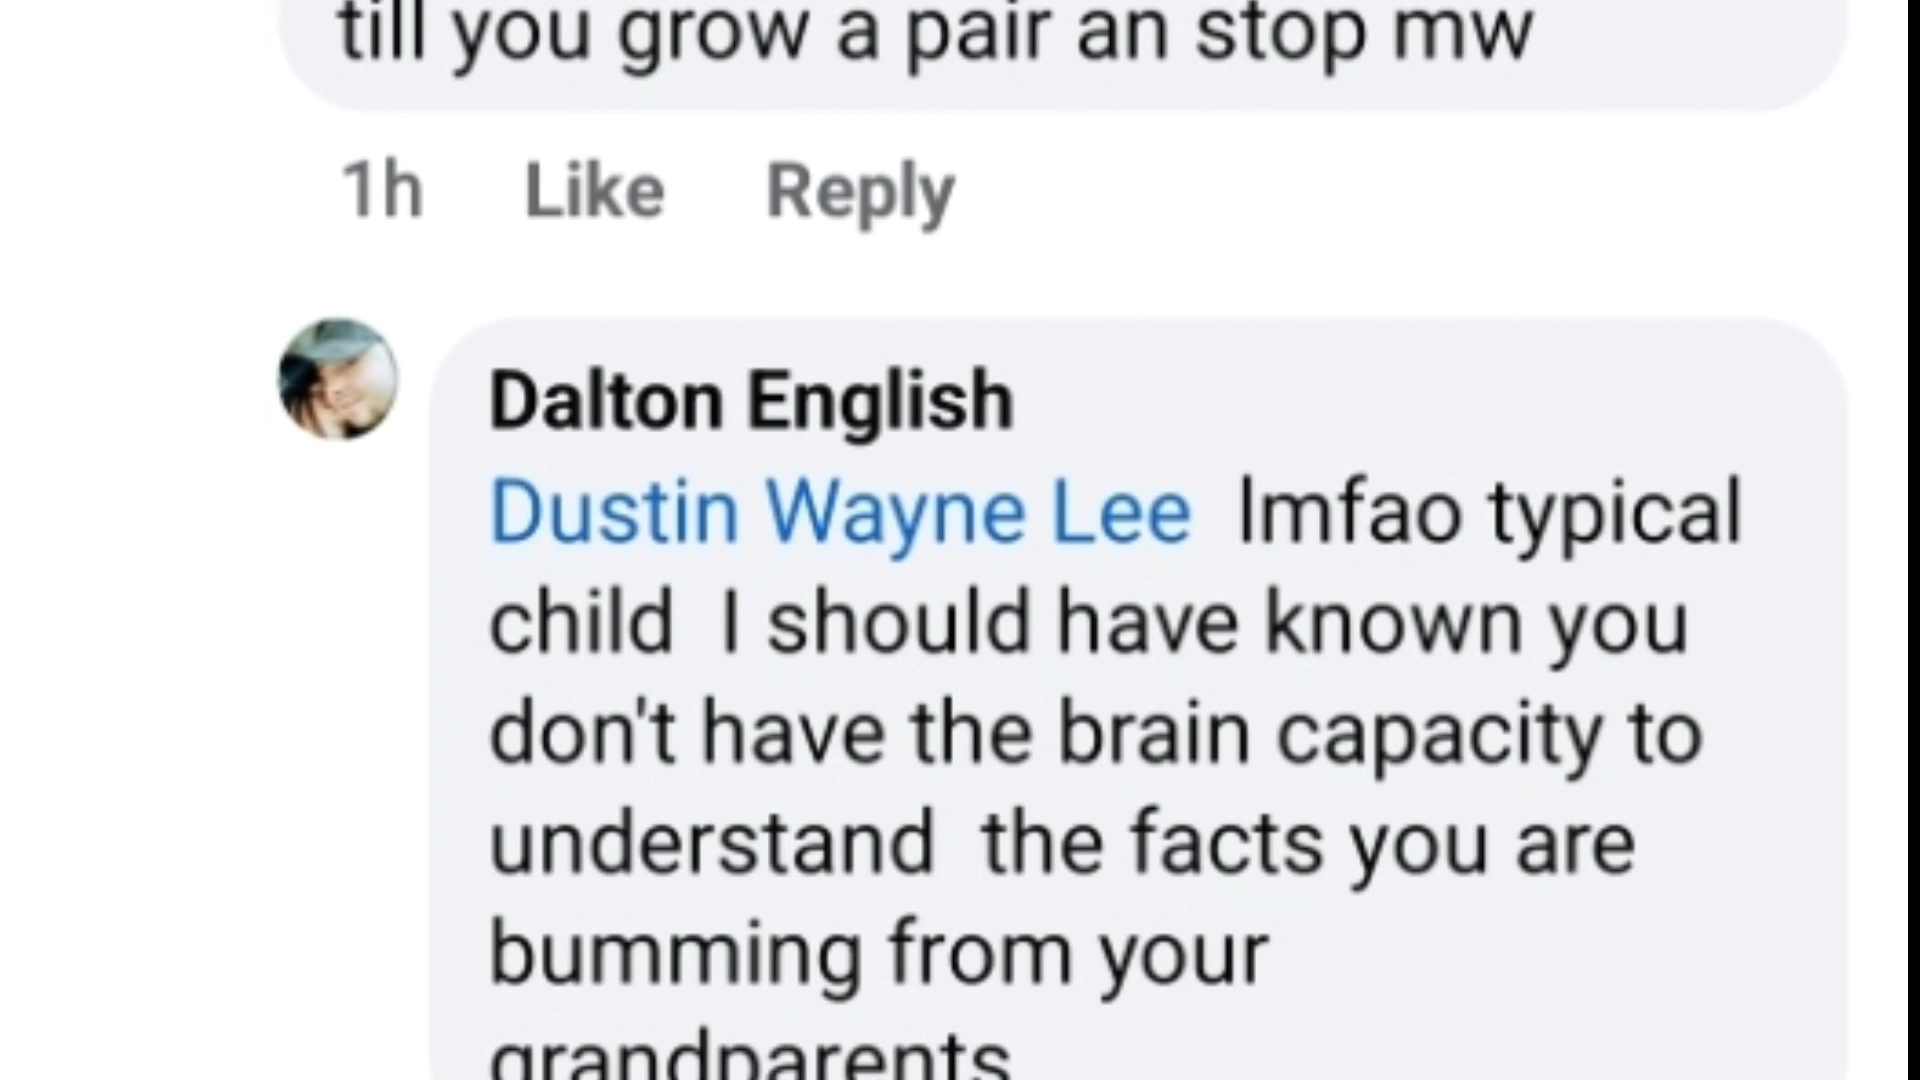 till you grow a pair an stop mw
1h Like Reply
Dalton English
Dustin Wayne Lee lmfao typical
child I should have known you
don't have the brain capacity to
understand the facts you are
bumming from your
grandparents